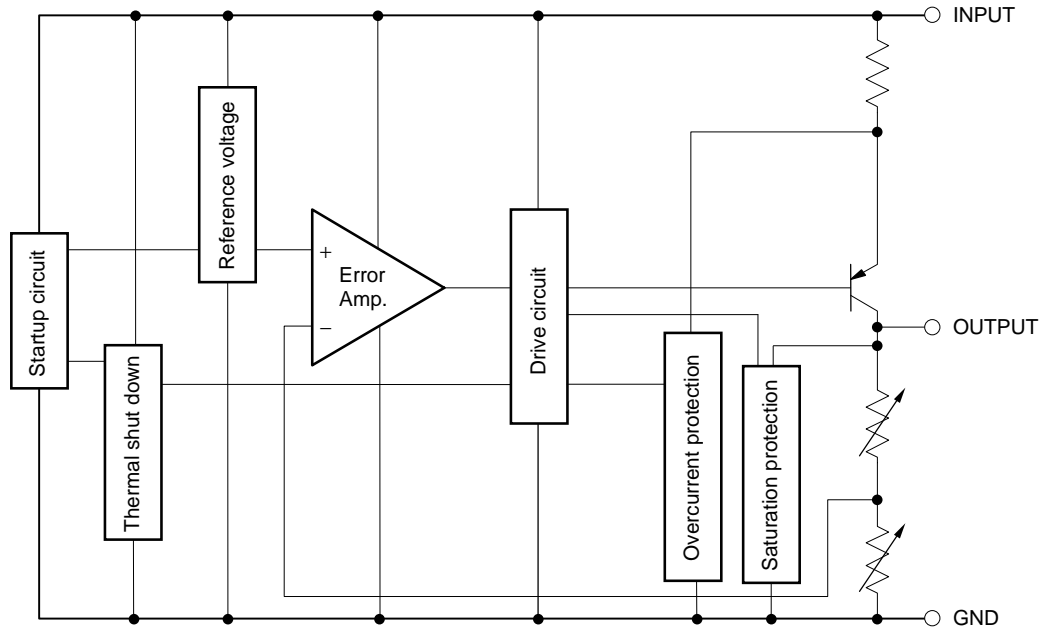 INPUT
Reference voltage
Startup circuit
+
Error
Amp.
−
Drive circuit
OUTPUT
Thermal shut down
Overcurrent protection
Saturation protection
GND